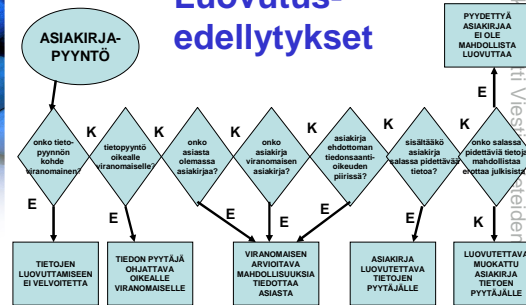 Luovutus-
edellytykset
ASIAKIRJA-
PYYNTÖ
PYYDETTYÄ
ASIAKIRJAA
EI OLE
MAHDOLLISTA
LUOVUTTAA
E
onko tieto-
pyynnön
kohde
viranomainen?
K
tietopyyntö
oikealle
viranomaiselle?
K
onko
asiasta
olemassa
asiakirjaa?
K
onko
asiakirja
viranomaisen
asiakirja?
K
asiakirja
ehdottoman
tiedonsaanti-
oikeuden
piirissä?
K
sisältääkö
asiakirja
salassa pidettävää
tietoa?
K
onko salassa
pidettäviä tietoja
mahdollistaa
erottaa julkisista
E
E
E
E
E
E
K
TIETOJEN
LUOVUTTAMISEEN
EI VELVOITETTA
TIEDON PYYTÄJÄ
OHJATTAVA
OIKEALLE
VIRANOMAISELLE
VIRANOMAISEN
ARVIOITAVA
MAHDOLLISUUKSIA
TIEDOTTAA
ASIASTA
ASIAKIRJA
LUOVUTETTAVA
TIETOJEN
PYYTÄJÄLLE
LUOVUTETTAVA
MUOKATTU
ASIAKIRJA
TIETOEN
PYYTÄJÄLLE